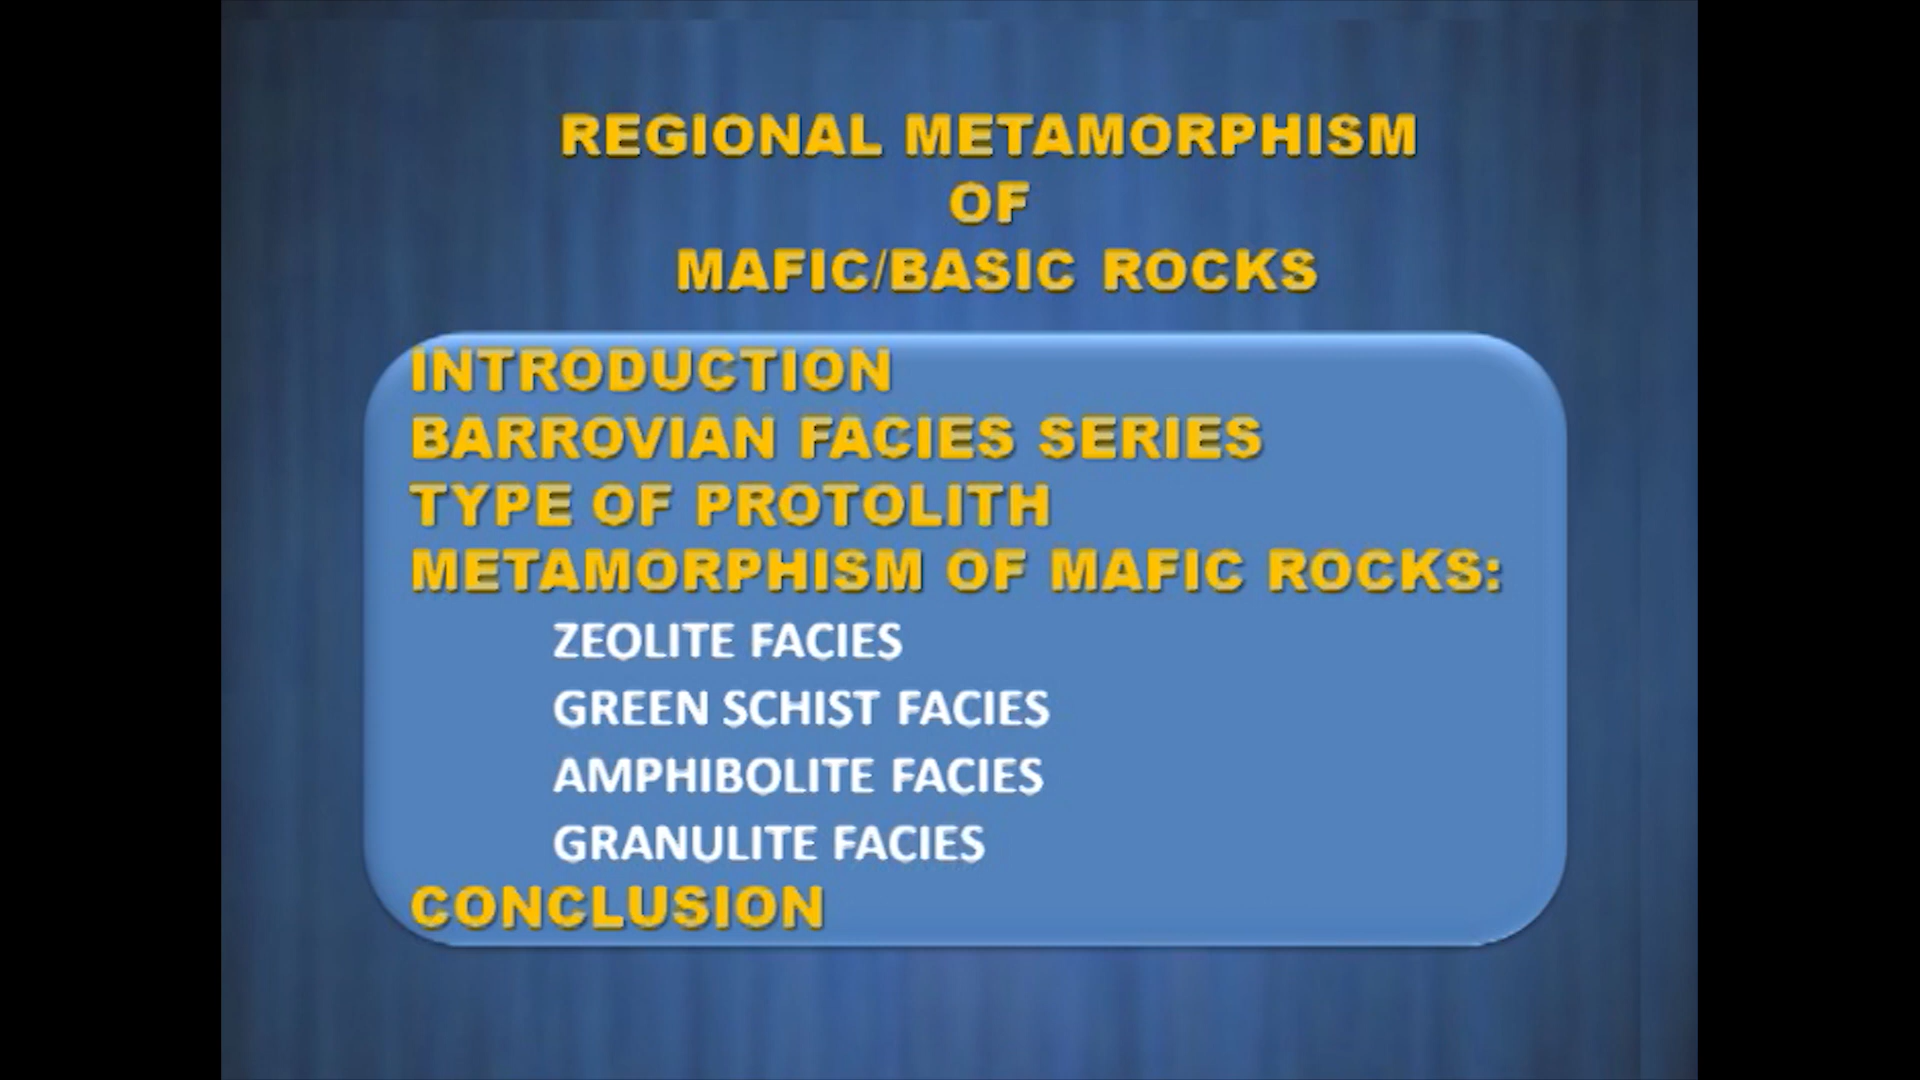 REGIONAL METAMORPHISM
OF
MAFIC/BASIC ROCKS
INTRODUCTION
BARROVIAN FACIES SERIES
TYPE OF PROTOLITH
METAMORPHISM OF MAFIC ROCKS:
ZEOLITE FACIES
GREEN SCHIST FACIES
AMPHIBOLITE FACIES
GRANULITE FACIES
CONCLUSION